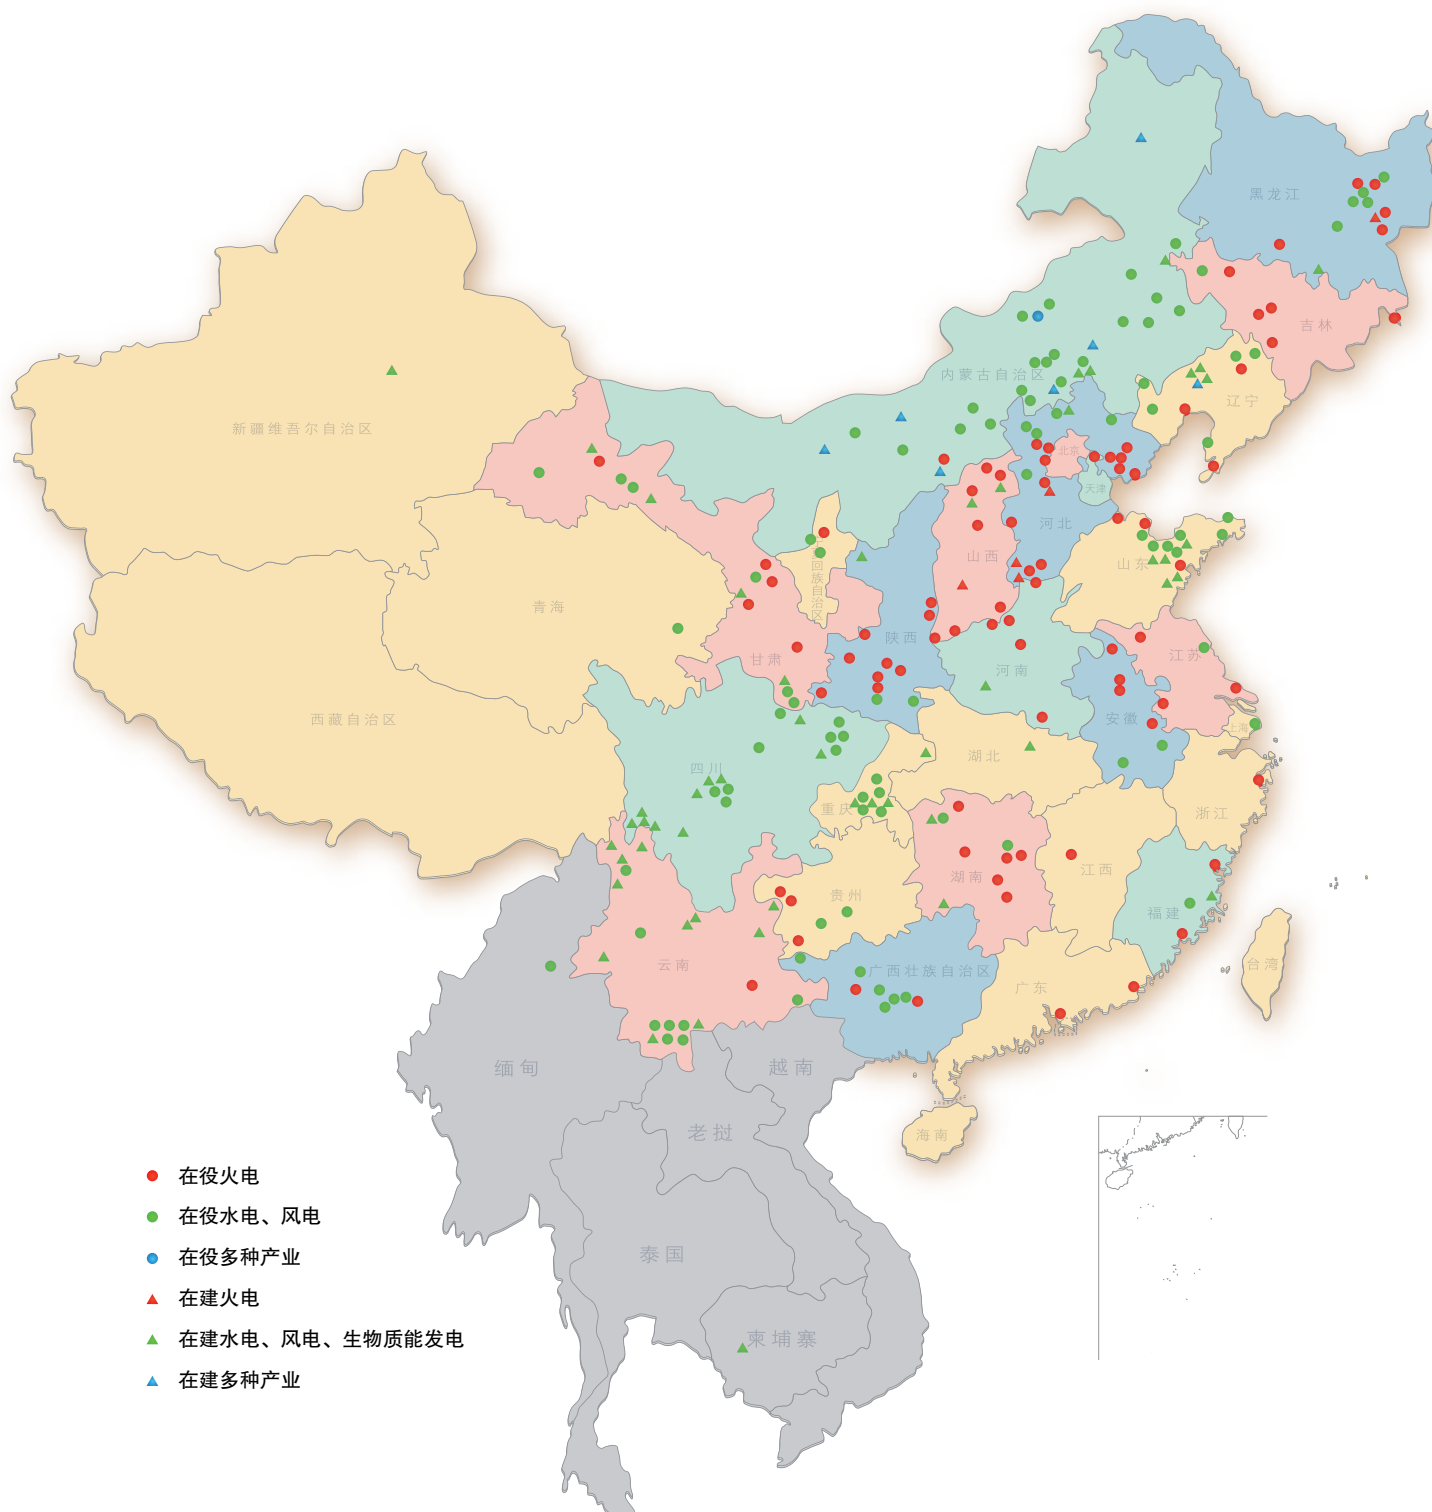 黑龙江
吉林
内蒙古自治区
辽宁
新疆维吾尔自治区
北京
天津
河北
山西
山东
回族自治区
青海
陕西
甘肃
河南
江苏
西藏自治区
安徽
上海
湖北
四川
重庆
浙江
湖南
江西
贵州
福建
云南
广西壮族自治区
广东
台湾
缅甸
越南
老挝
海南
泰国
柬埔寨
在役火电
在役水电、风电
在役多种产业
在建火电
在建水电、风电、生物质能发电
在建多种产业